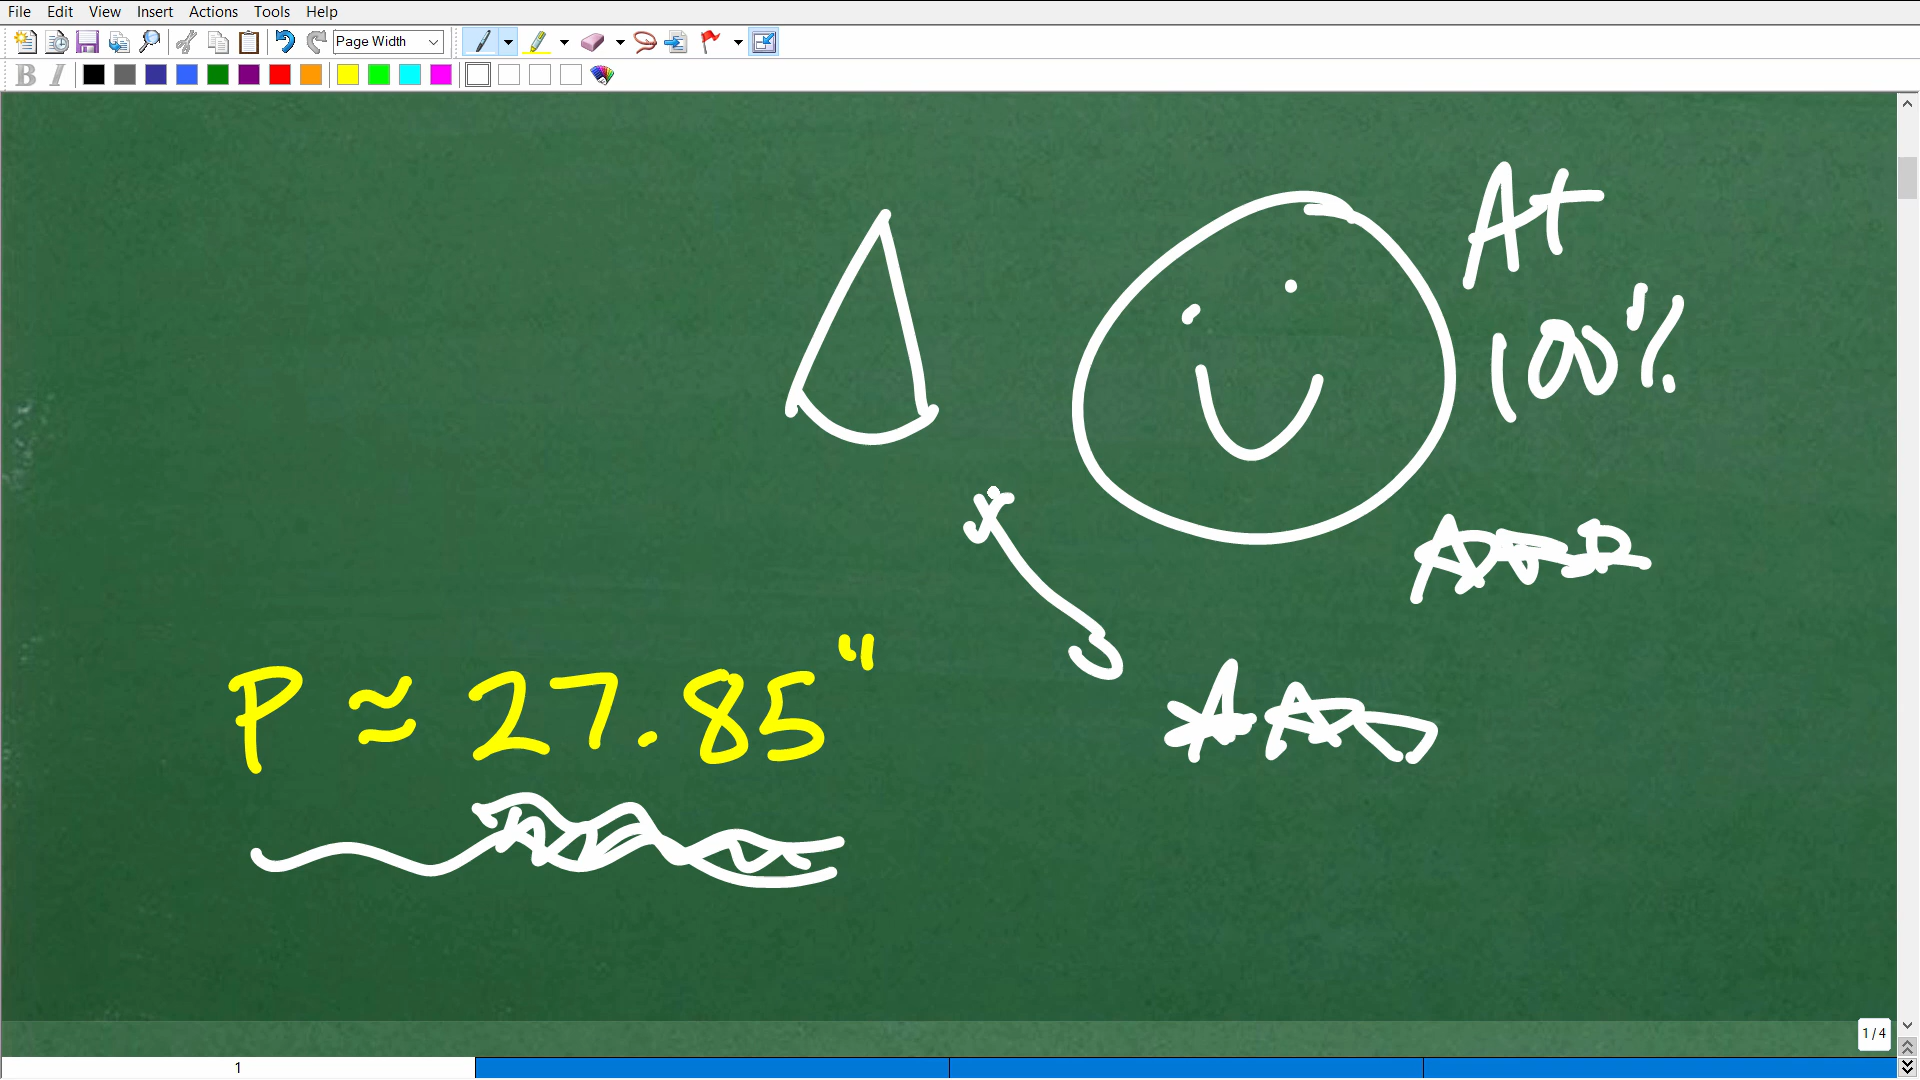 File Edit View Insert Actions Tools Help
Page Width
B I
A+
100%
P ≈ 27.85"
1 / 4
1